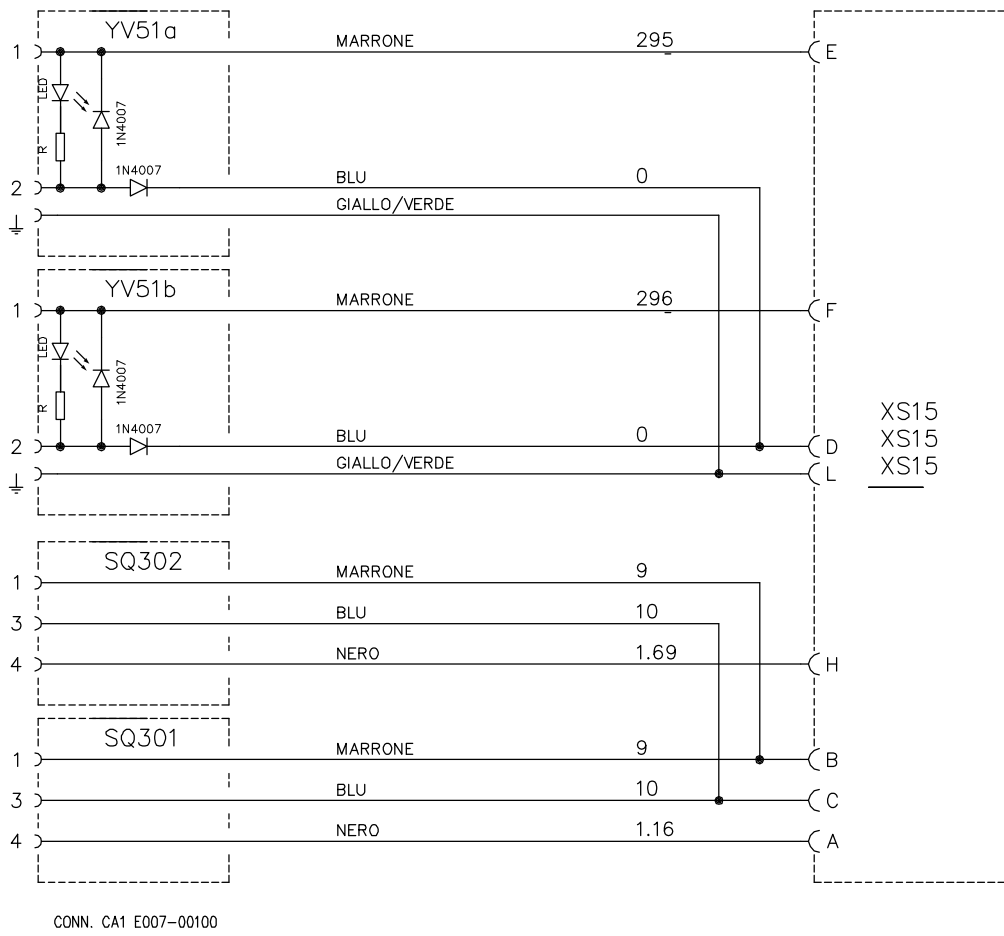 YV51a
1 MARRONE 295 E
LED
R
1N4007
1N4007
2 BLU 0
GIALLO/VERDE
YV51b
1 MARRONE 296 F
LED
R
1N4007
1N4007
2 BLU 0 D
GIALLO/VERDE L
XS15
XS15
XS15
SQ302
1 MARRONE 9
3 BLU 10
4 NERO 1.69 H
SQ301
1 MARRONE 9 B
3 BLU 10 C
4 NERO 1.16 A
CONN. CA1 E007-00100